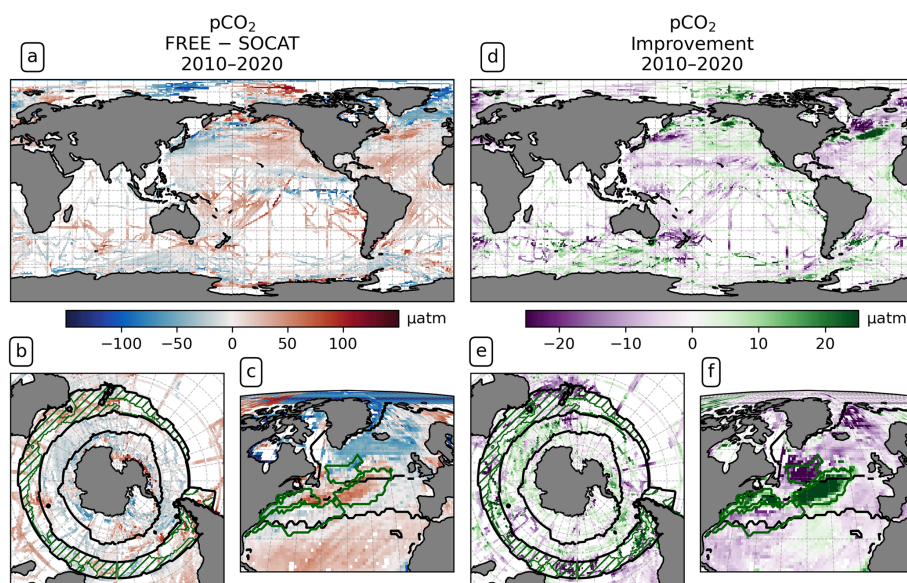 pCO₂
FREE − SOCAT
2010–2020
a
pCO₂
Improvement
2010–2020
d
−100 −50 0 50 100 µatm
−20 −10 0 10 20 µatm
b
c
e
f